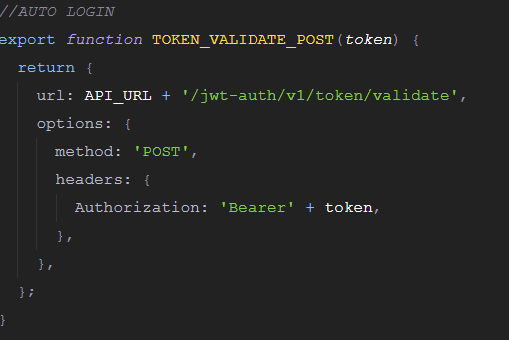 //AUTO LOGIN
export function TOKEN_VALIDATE_POST(token) {
  return {
    url: API_URL + '/jwt-auth/v1/token/validate',
    options: {
      method: 'POST',
      headers: {
        Authorization: 'Bearer' + token,
      },
    },
  };
}